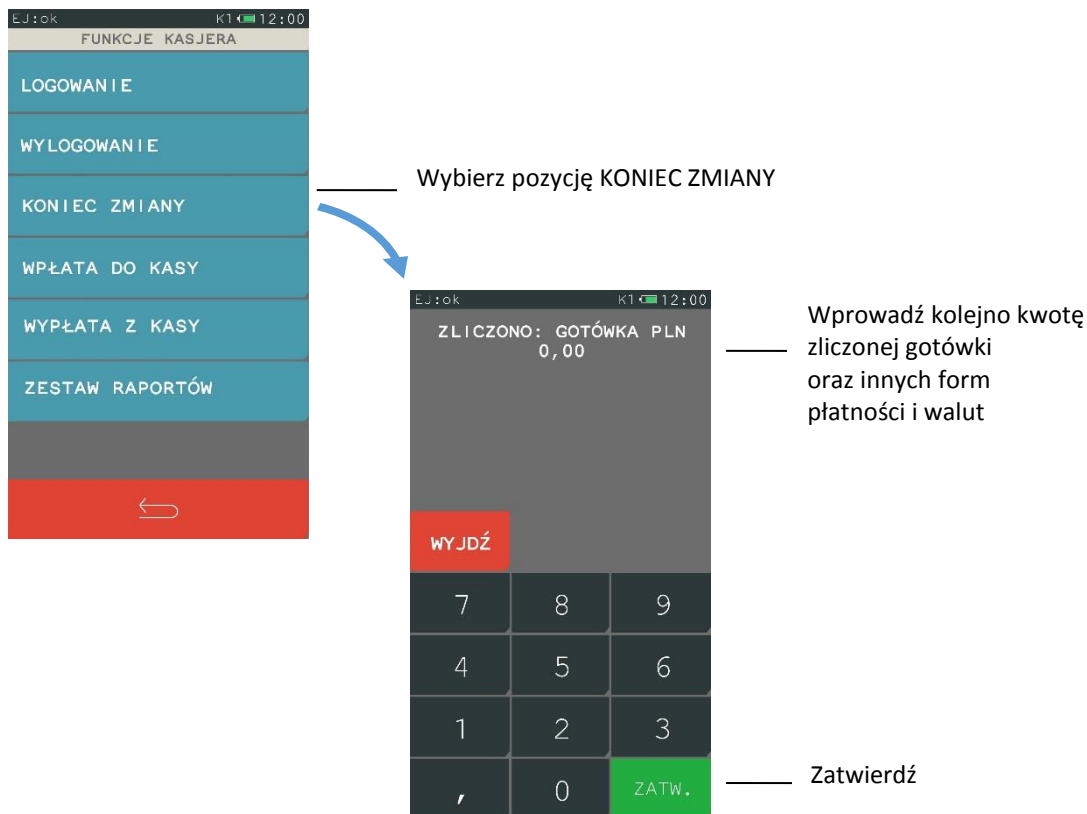 EJ:ok K1 12:00
FUNKCJE KASJERA
LOGOWANIE
WYLOGOWANIE
KONIEC ZMIANY
WPŁATA DO KASY
WYPŁATA Z KASY
ZESTAW RAPORTÓW
Wybierz pozycję KONIEC ZMIANY
EJ:ok K1 12:00
ZLICZONO: GOTÓWKA PLN
0,00
WYJDŹ
7 8 9
4 5 6
1 2 3
, 0 ZATW.
Wprowadź kolejno kwotę
zliczonej gotówki
oraz innych form
płatności i walut
Zatwierdź